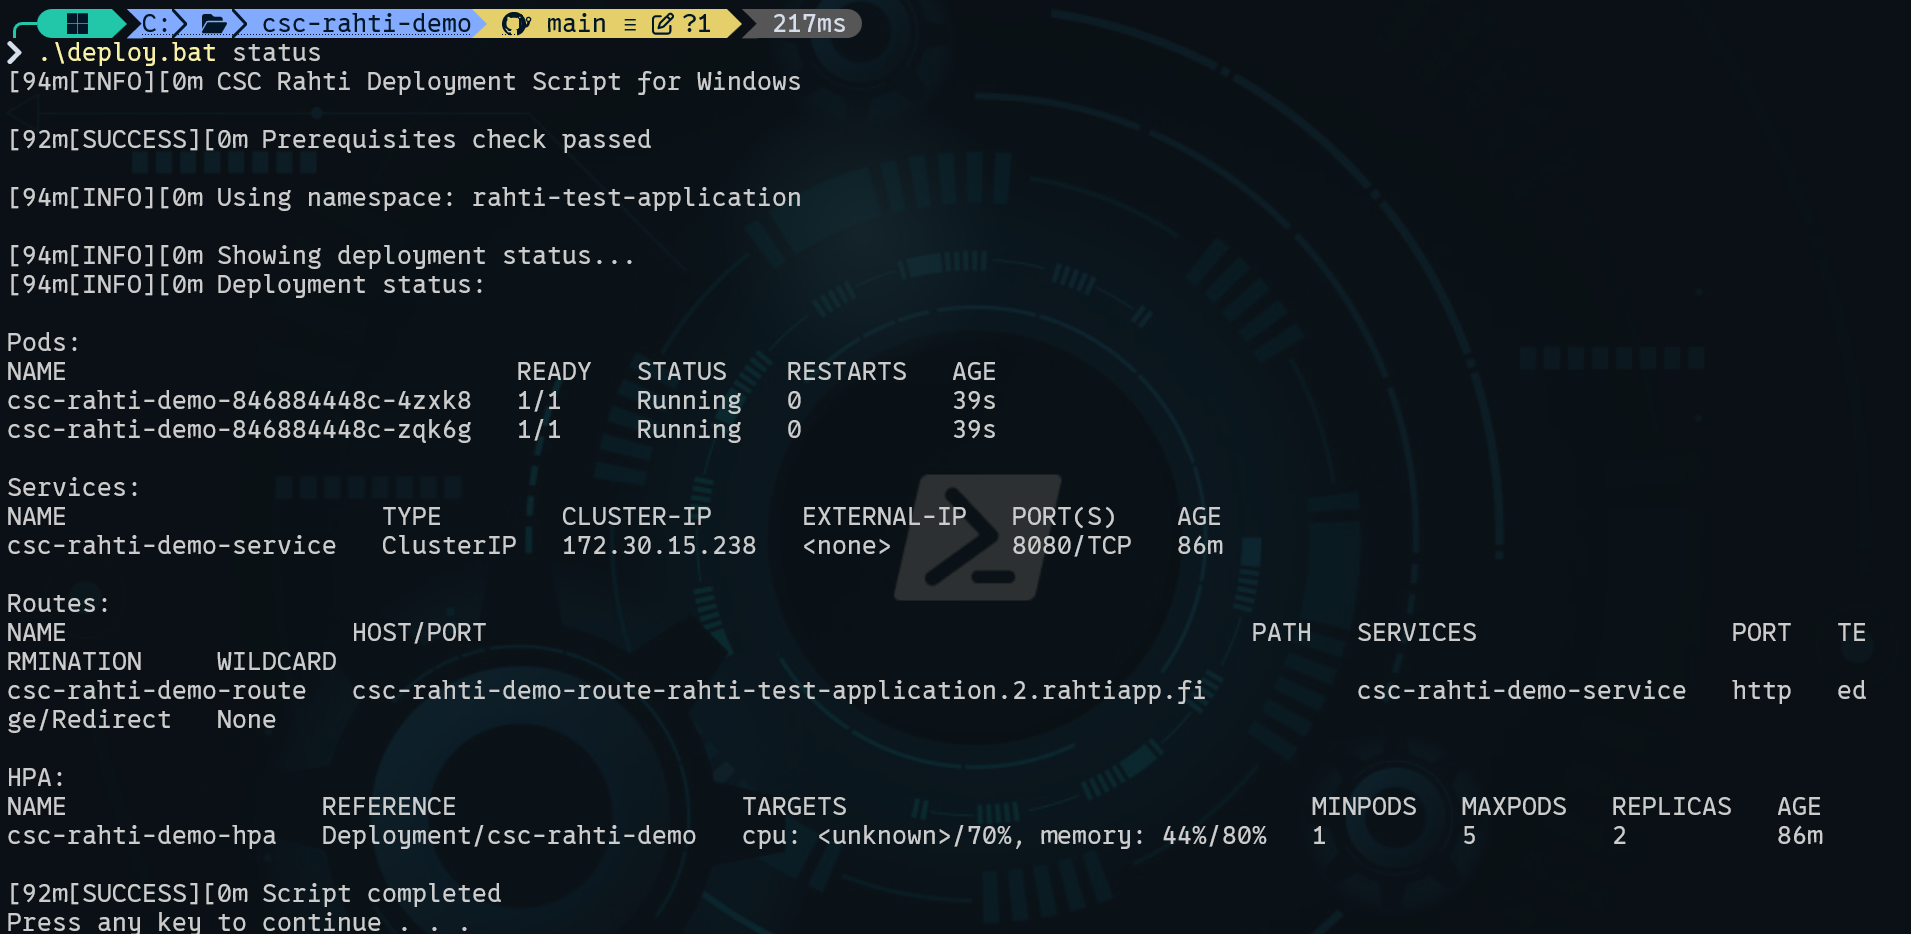 C: csc-rahti-demo main ≡ ?1 217ms
❯ .\deploy.bat status
[94m[INFO][0m CSC Rahti Deployment Script for Windows
[92m[SUCCESS][0m Prerequisites check passed
[94m[INFO][0m Using namespace: rahti-test-application
[94m[INFO][0m Showing deployment status...
[94m[INFO][0m Deployment status:
Pods:
NAME READY STATUS RESTARTS AGE
csc-rahti-demo-846884448c-4zxk8 1/1 Running 0 39s
csc-rahti-demo-846884448c-zqk6g 1/1 Running 0 39s
Services:
NAME TYPE CLUSTER-IP EXTERNAL-IP PORT(S) AGE
csc-rahti-demo-service ClusterIP 172.30.15.238 <none> 8080/TCP 86m
Routes:
NAME HOST/PORT PATH SERVICES PORT TE
RMINATION WILDCARD
csc-rahti-demo-route csc-rahti-demo-route-rahti-test-application.2.rahtiapp.fi csc-rahti-demo-service http ed
ge/Redirect None
HPA:
NAME REFERENCE TARGETS MINPODS MAXPODS REPLICAS AGE
csc-rahti-demo-hpa Deployment/csc-rahti-demo cpu: <unknown>/70%, memory: 44%/80% 1 5 2 86m
[92m[SUCCESS][0m Script completed
Press any key to continue . . .